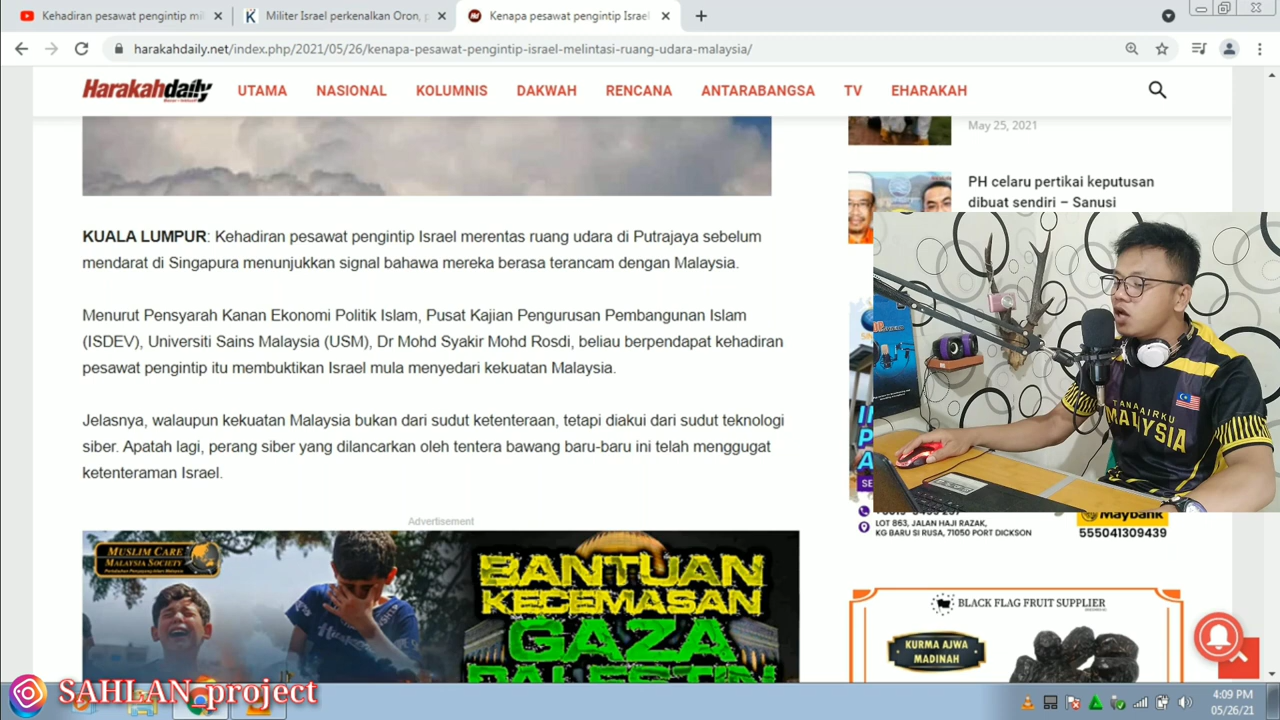 Kehadiran pesawat pengintip mil
Militer Israel perkenalkan Oron, p
Kenapa pesawat pengintip Israel
harakahdaily.net/index.php/2021/05/26/kenapa-pesawat-pengintip-israel-melintasi-ruang-udara-malaysia/
Harakahdaily
UTAMA NASIONAL KOLUMNIS DAKWAH RENCANA ANTARABANGSA TV EHARAKAH
May 25, 2021
PH celaru pertikai keputusan
dibuat sendiri – Sanusi
KUALA LUMPUR: Kehadiran pesawat pengintip Israel merentas ruang udara di Putrajaya sebelum
mendarat di Singapura menunjukkan signal bahawa mereka berasa terancam dengan Malaysia.
Menurut Pensyarah Kanan Ekonomi Politik Islam, Pusat Kajian Pengurusan Pembangunan Islam
(ISDEV), Universiti Sains Malaysia (USM), Dr Mohd Syakir Mohd Rosdi, beliau berpendapat kehadiran
pesawat pengintip itu membuktikan Israel mula menyedari kekuatan Malaysia.
Jelasnya, walaupun kekuatan Malaysia bukan dari sudut ketenteraan, tetapi diakui dari sudut teknologi
siber. Apatah lagi, perang siber yang dilancarkan oleh tentera bawang baru-baru ini telah menggugat
ketenteraman Israel.
TANAAIRKU
MALAYSIA
LOT 863, JALAN HAJI RAZAK,
KG BARU SI RUSA, 71050 PORT DICKSON
Maybank
555041309439
Advertisement
MUSLIM CARE
MALAYSIA SOCIETY
BANTUAN
KECEMASAN
GAZA
PALESTIN
BLACK FLAG FRUIT SUPPLIER
KURMA AJWA
MADINAH
SAHLAN_project
4:09 PM
05/26/21